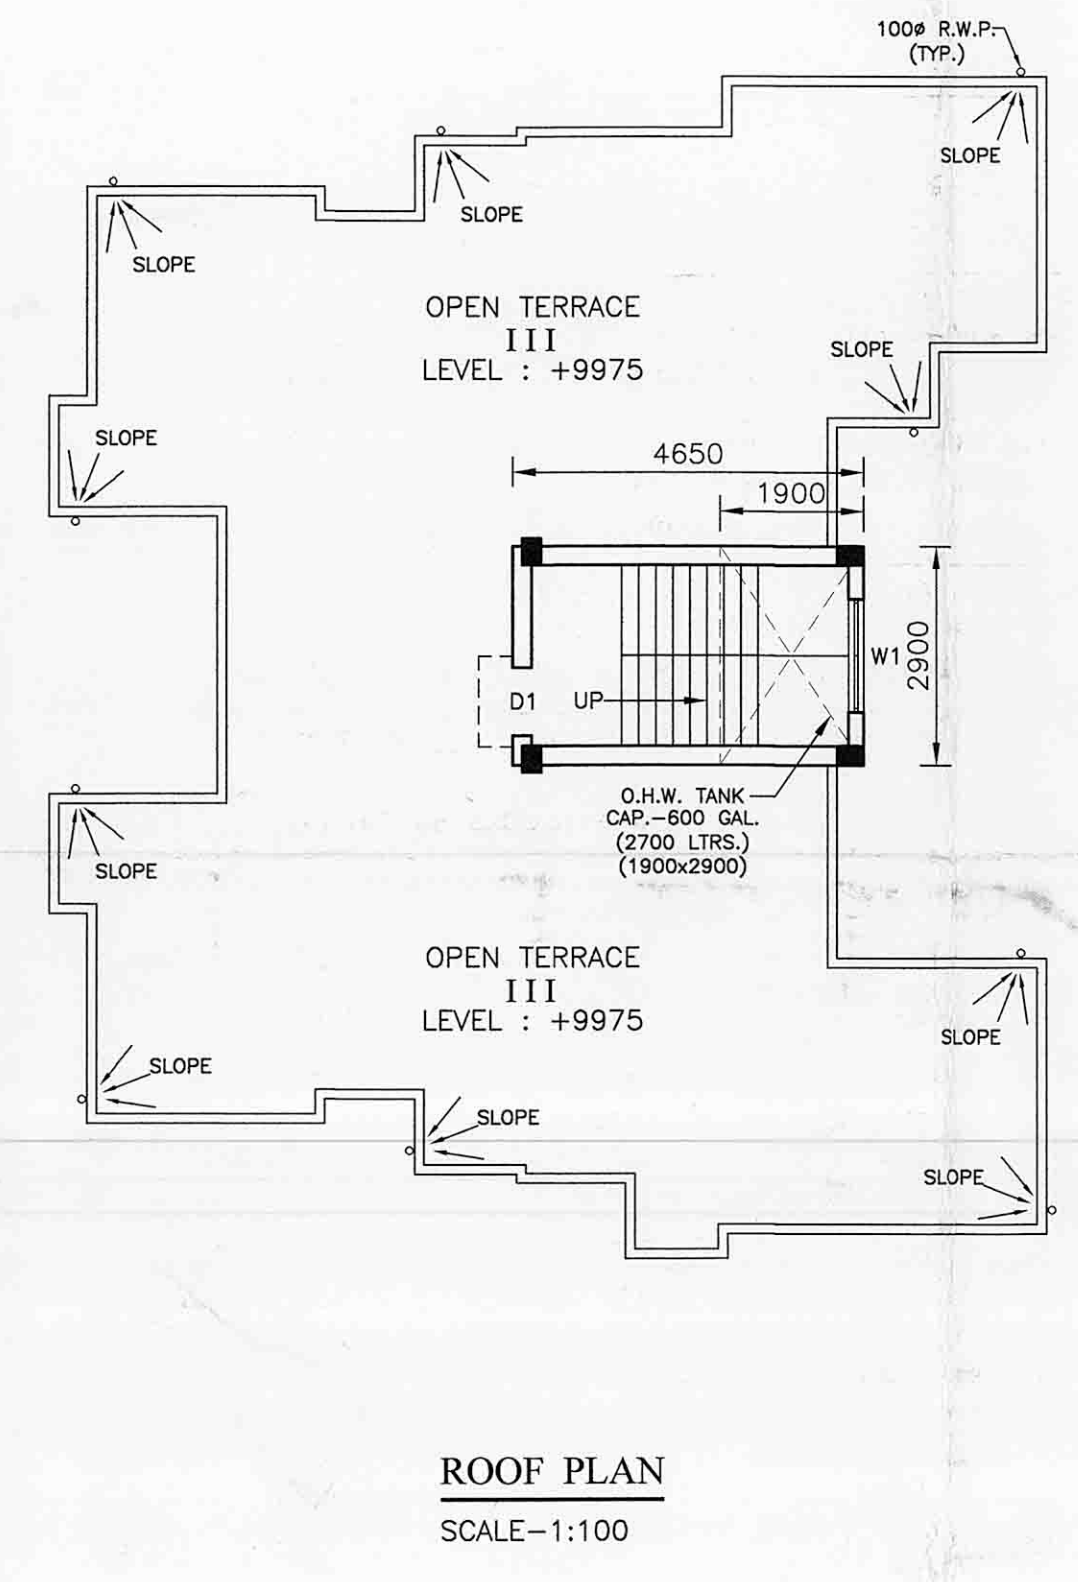 100ø R.W.P.
(TYP.)
SLOPE
SLOPE
SLOPE
OPEN TERRACE
III
LEVEL : +9975
SLOPE
SLOPE
4650
1900
D1
UP
W1
2900
O.H.W. TANK
CAP.-600 GAL.
(2700 LTRS.)
(1900x2900)
SLOPE
OPEN TERRACE
III
LEVEL : +9975
SLOPE
SLOPE
SLOPE
SLOPE
ROOF PLAN
SCALE-1:100